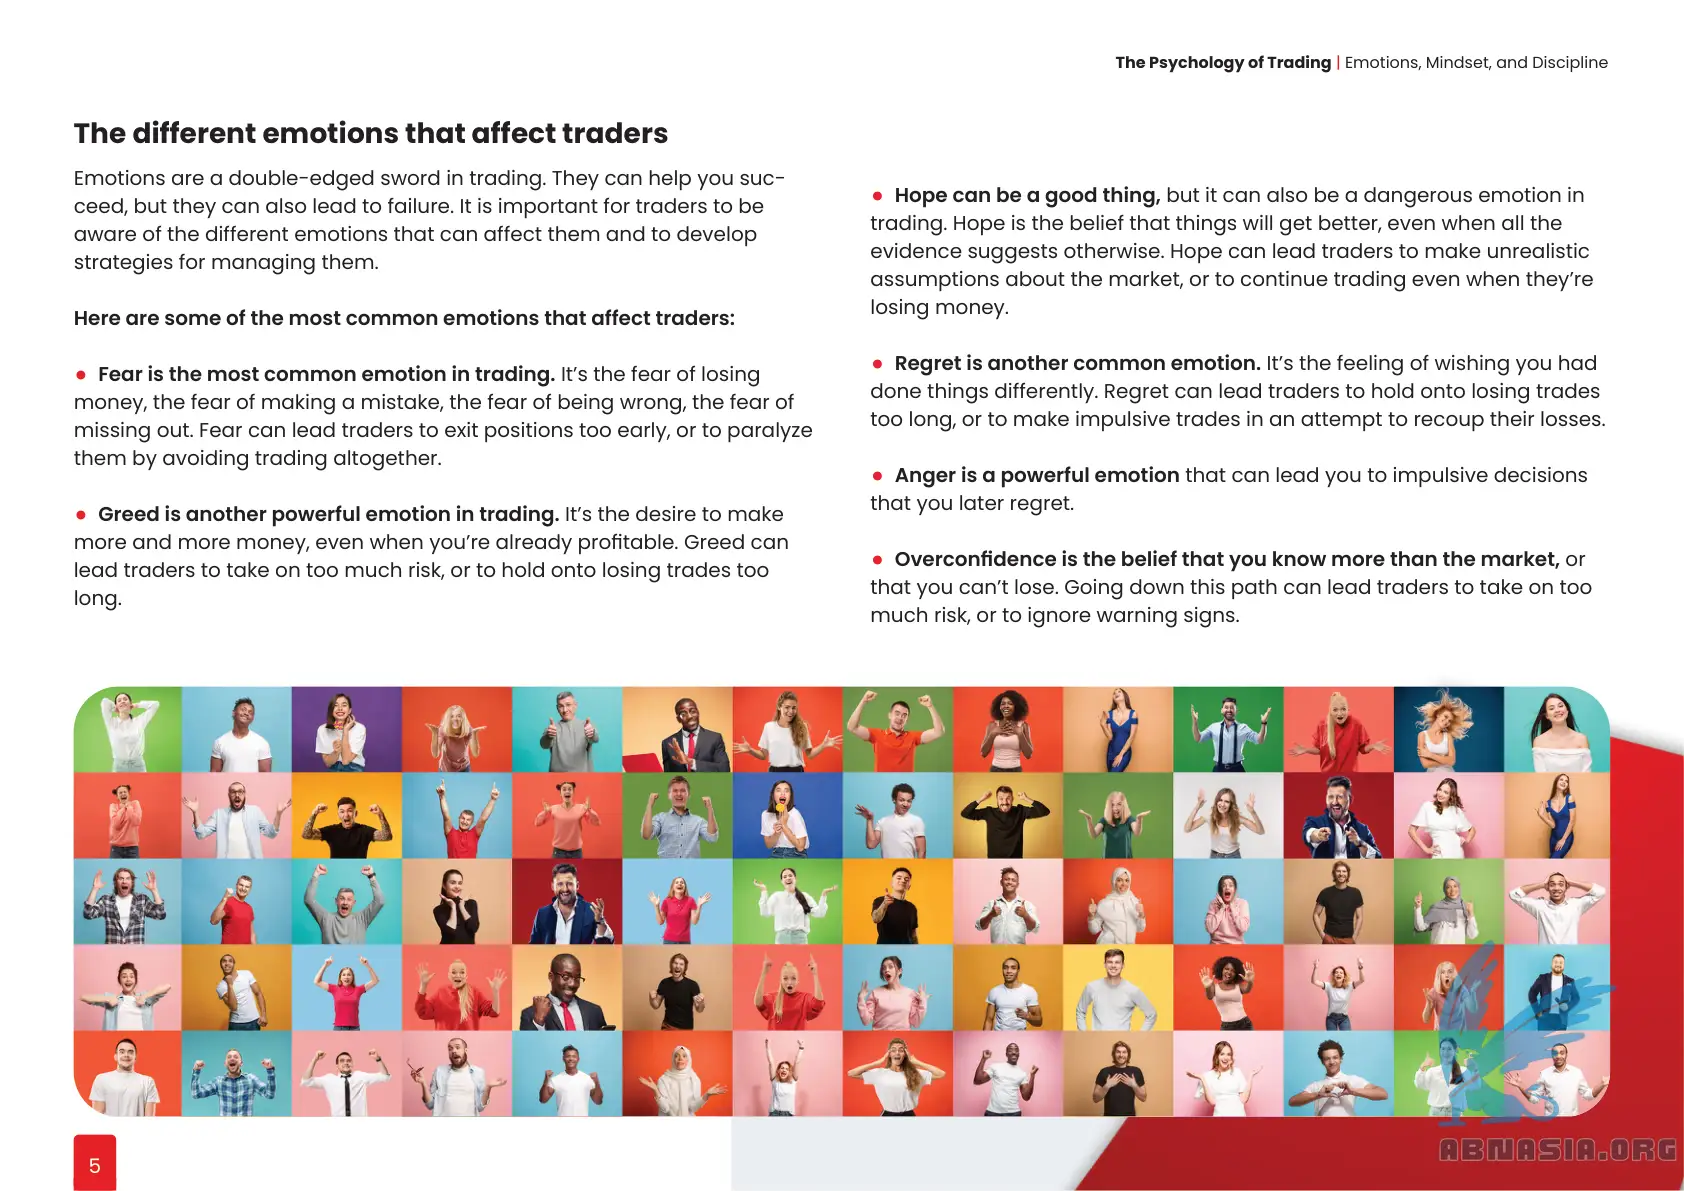 The Psychology of Trading | Emotions, Mindset, and Discipline
The different emotions that affect traders
Emotions are a double-edged sword in trading. They can help you suc-
ceed, but they can also lead to failure. It is important for traders to be
aware of the different emotions that can affect them and to develop
strategies for managing them.
Here are some of the most common emotions that affect traders:
● Fear is the most common emotion in trading. It’s the fear of losing
money, the fear of making a mistake, the fear of being wrong, the fear of
missing out. Fear can lead traders to exit positions too early, or to paralyze
them by avoiding trading altogether.
● Greed is another powerful emotion in trading. It’s the desire to make
more and more money, even when you’re already profitable. Greed can
lead traders to take on too much risk, or to hold onto losing trades too
long.
● Hope can be a good thing, but it can also be a dangerous emotion in
trading. Hope is the belief that things will get better, even when all the
evidence suggests otherwise. Hope can lead traders to make unrealistic
assumptions about the market, or to continue trading even when they’re
losing money.
● Regret is another common emotion. It’s the feeling of wishing you had
done things differently. Regret can lead traders to hold onto losing trades
too long, or to make impulsive trades in an attempt to recoup their losses.
● Anger is a powerful emotion that can lead you to impulsive decisions
that you later regret.
● Overconfidence is the belief that you know more than the market, or
that you can’t lose. Going down this path can lead traders to take on too
much risk, or to ignore warning signs.
5
ABNASIA.ORG